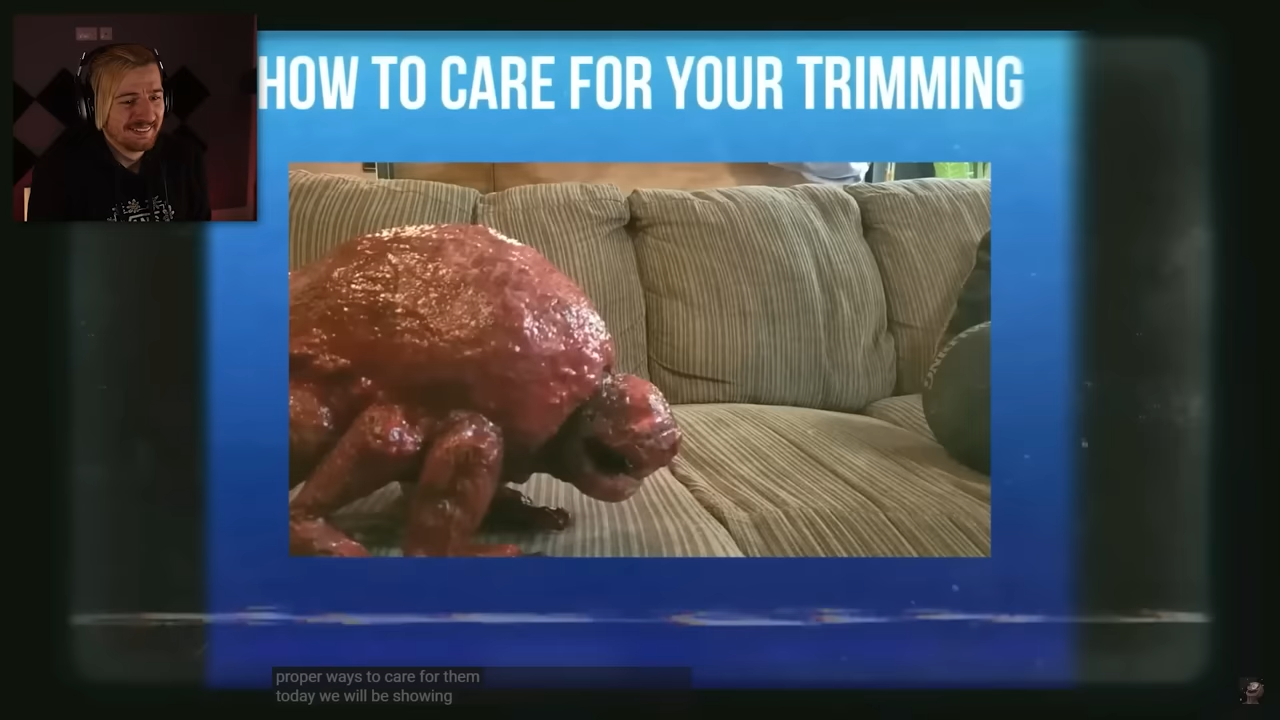 HOW TO CARE FOR YOUR TRIMMING
proper ways to care for them
today we will be showing